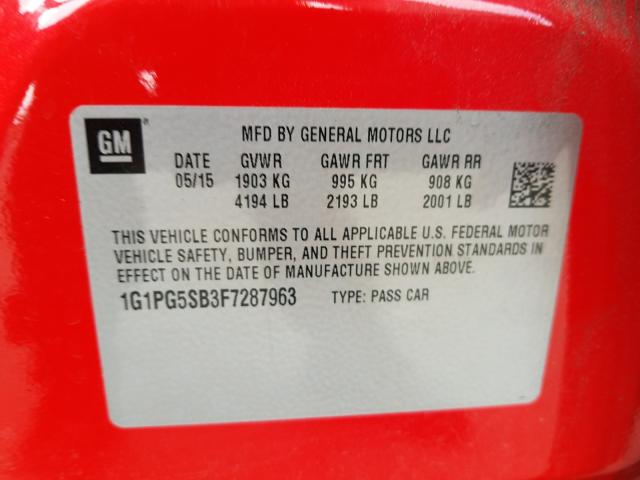 GM ®
MFD BY GENERAL MOTORS LLC
DATE GVWR GAWR FRT GAWR RR
05/15 1903 KG 995 KG 908 KG
4194 LB 2193 LB 2001 LB
THIS VEHICLE CONFORMS TO ALL APPLICABLE U.S. FEDERAL MOTOR
VEHICLE SAFETY, BUMPER, AND THEFT PREVENTION STANDARDS IN
EFFECT ON THE DATE OF MANUFACTURE SHOWN ABOVE.
1G1PG5SB3F7287963 TYPE: PASS CAR